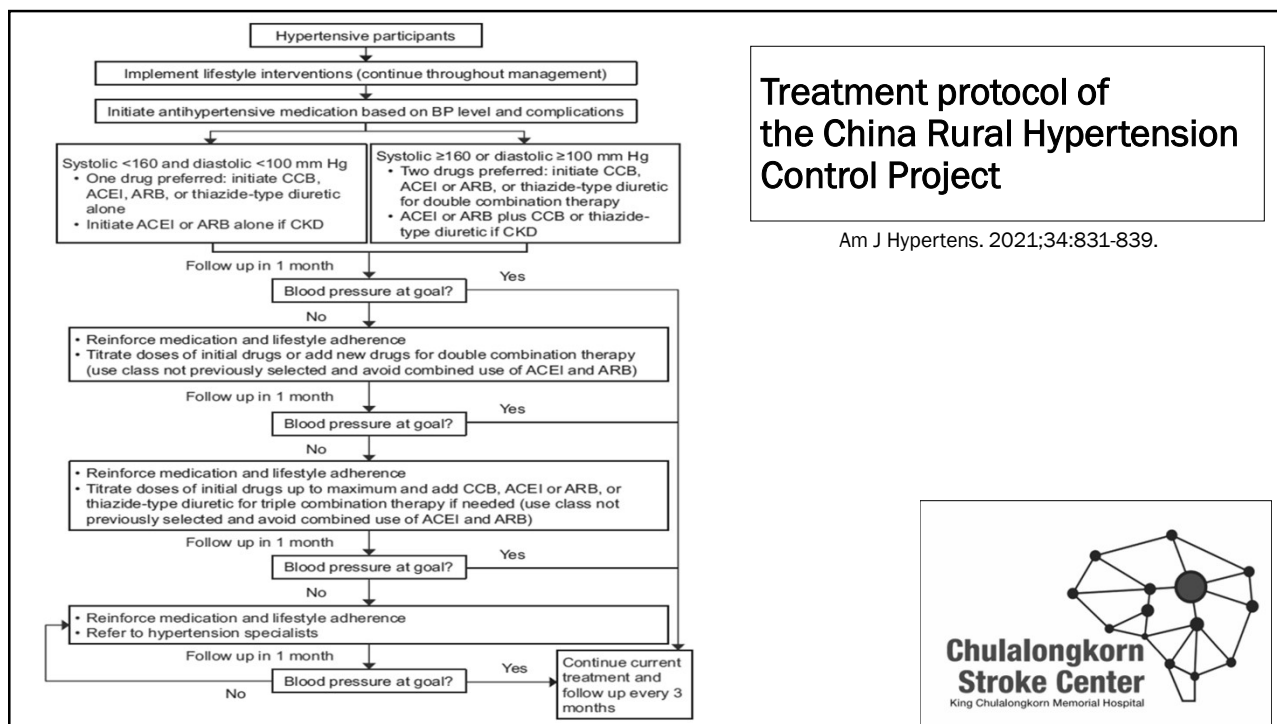 Hypertensive participants
Implement lifestyle interventions (continue throughout management)
Initiate antihypertensive medication based on BP level and complications
Systolic <160 and diastolic <100 mm Hg
• One drug preferred: initiate CCB,
ACEI, ARB, or thiazide-type diuretic
alone
• Initiate ACEI or ARB alone if CKD
Systolic ≥160 or diastolic ≥100 mm Hg
• Two drugs preferred: initiate CCB,
ACEI or ARB, or thiazide-type diuretic
for double combination therapy
• ACEI or ARB plus CCB or thiazide-
type diuretic if CKD
Follow up in 1 month
Blood pressure at goal?
Yes
No
• Reinforce medication and lifestyle adherence
• Titrate doses of initial drugs or add new drugs for double combination therapy
(use class not previously selected and avoid combined use of ACEI and ARB)
Follow up in 1 month
Blood pressure at goal?
Yes
No
• Reinforce medication and lifestyle adherence
• Titrate doses of initial drugs up to maximum and add CCB, ACEI or ARB, or
thiazide-type diuretic for triple combination therapy if needed (use class not
previously selected and avoid combined use of ACEI and ARB)
Follow up in 1 month
Blood pressure at goal?
Yes
No
• Reinforce medication and lifestyle adherence
• Refer to hypertension specialists
Follow up in 1 month
Blood pressure at goal?
Yes
No
Continue current
treatment and
follow up every 3
months
Treatment protocol of
the China Rural Hypertension
Control Project
Am J Hypertens. 2021;34:831-839.
Chulalongkorn
Stroke Center
King Chulalongkorn Memorial Hospital